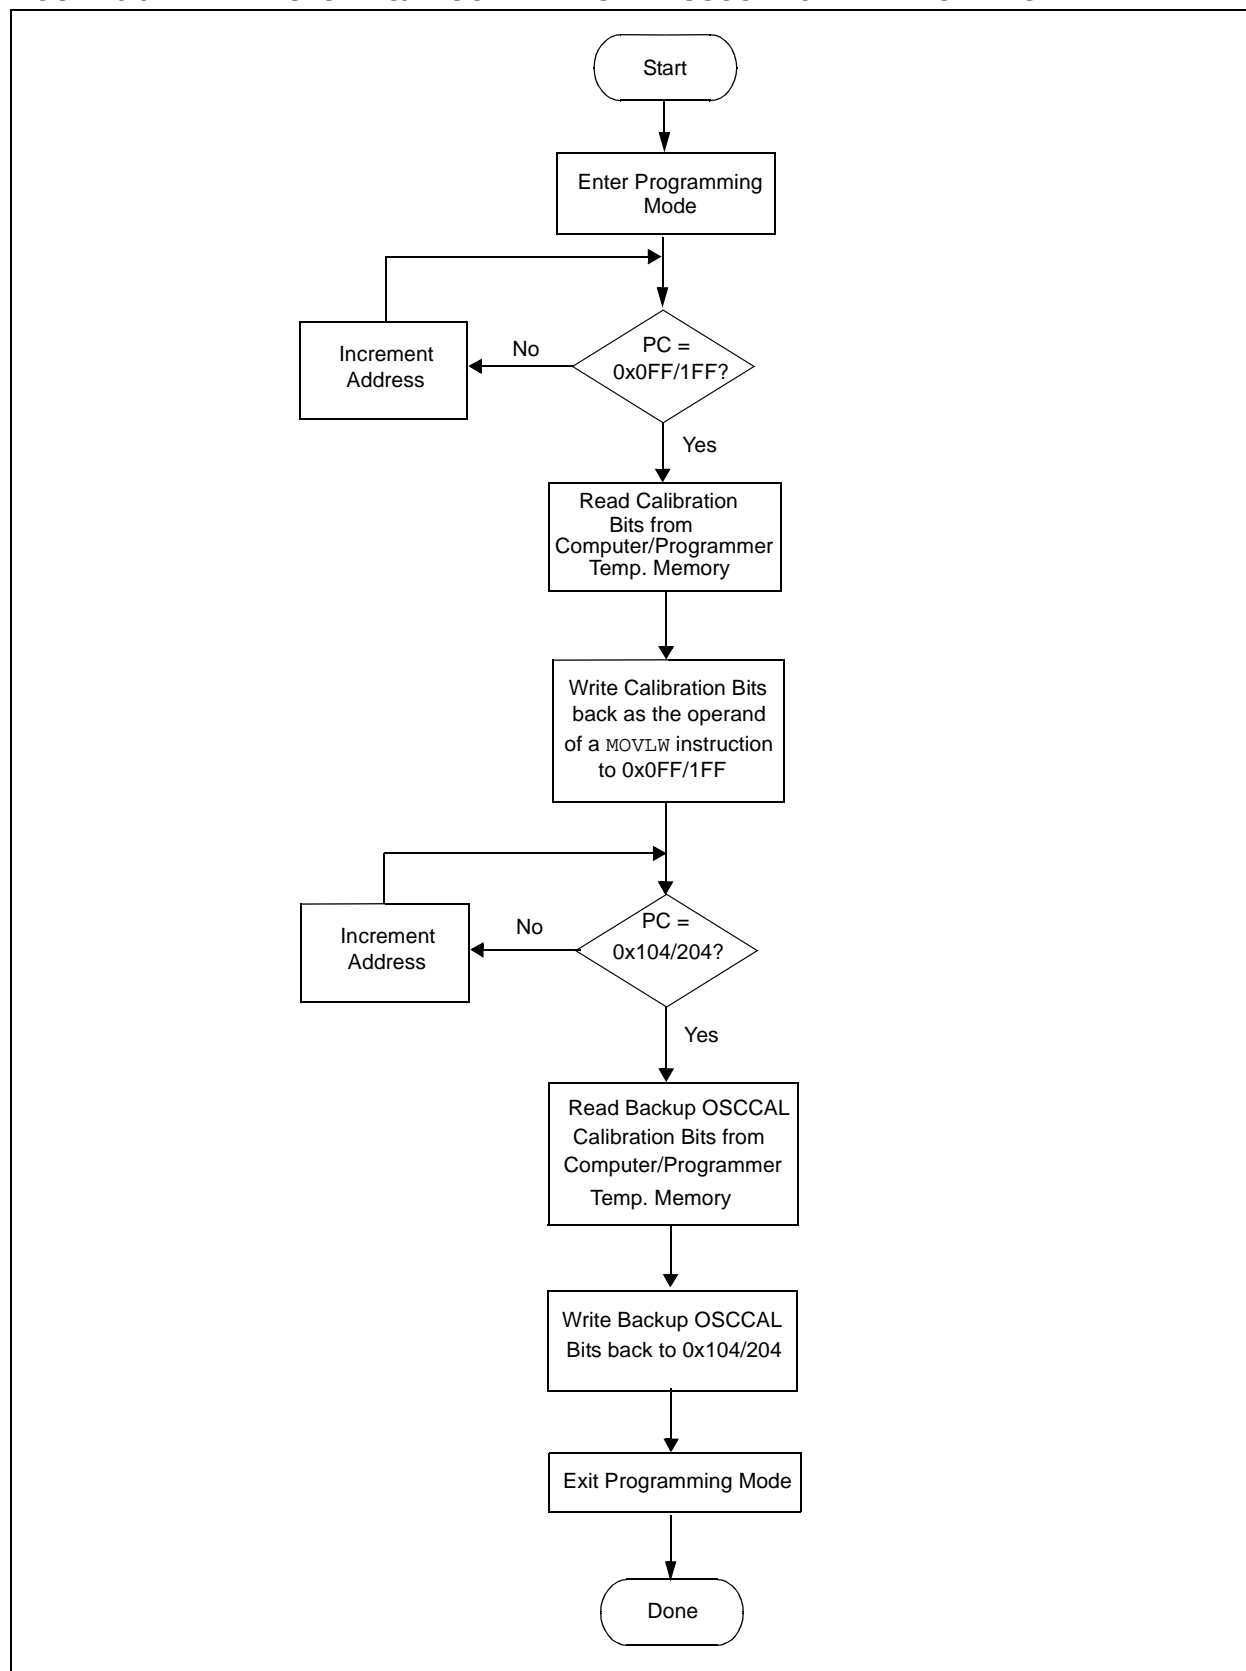 Start
Enter Programming
Mode
Increment
Address
No
PC =
0x0FF/1FF?
Yes
Read Calibration
Bits from
Computer/Programmer
Temp. Memory
Write Calibration Bits
back as the operand
of a MOVLW instruction
to 0x0FF/1FF
Increment
Address
No
PC =
0x104/204?
Yes
Read Backup OSCCAL
Calibration Bits from
Computer/Programmer
Temp. Memory
Write Backup OSCCAL
Bits back to 0x104/204
Exit Programming Mode
Done